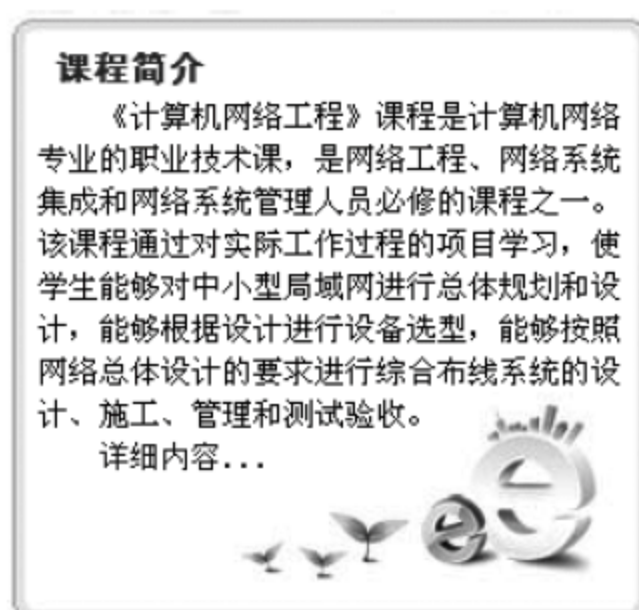 课程简介
《计算机网络工程》课程是计算机网络
专业的职业技术课，是网络工程、网络系统
集成和网络系统管理人员必修的课程之一。
该课程通过对实际工作过程的项目学习，使
学生能够对中小型局域网进行总体规划和设
计，能够根据设计进行设备选型，能够按照
网络总体设计的要求进行综合布线系统的设
计、施工、管理和测试验收。
详细内容...